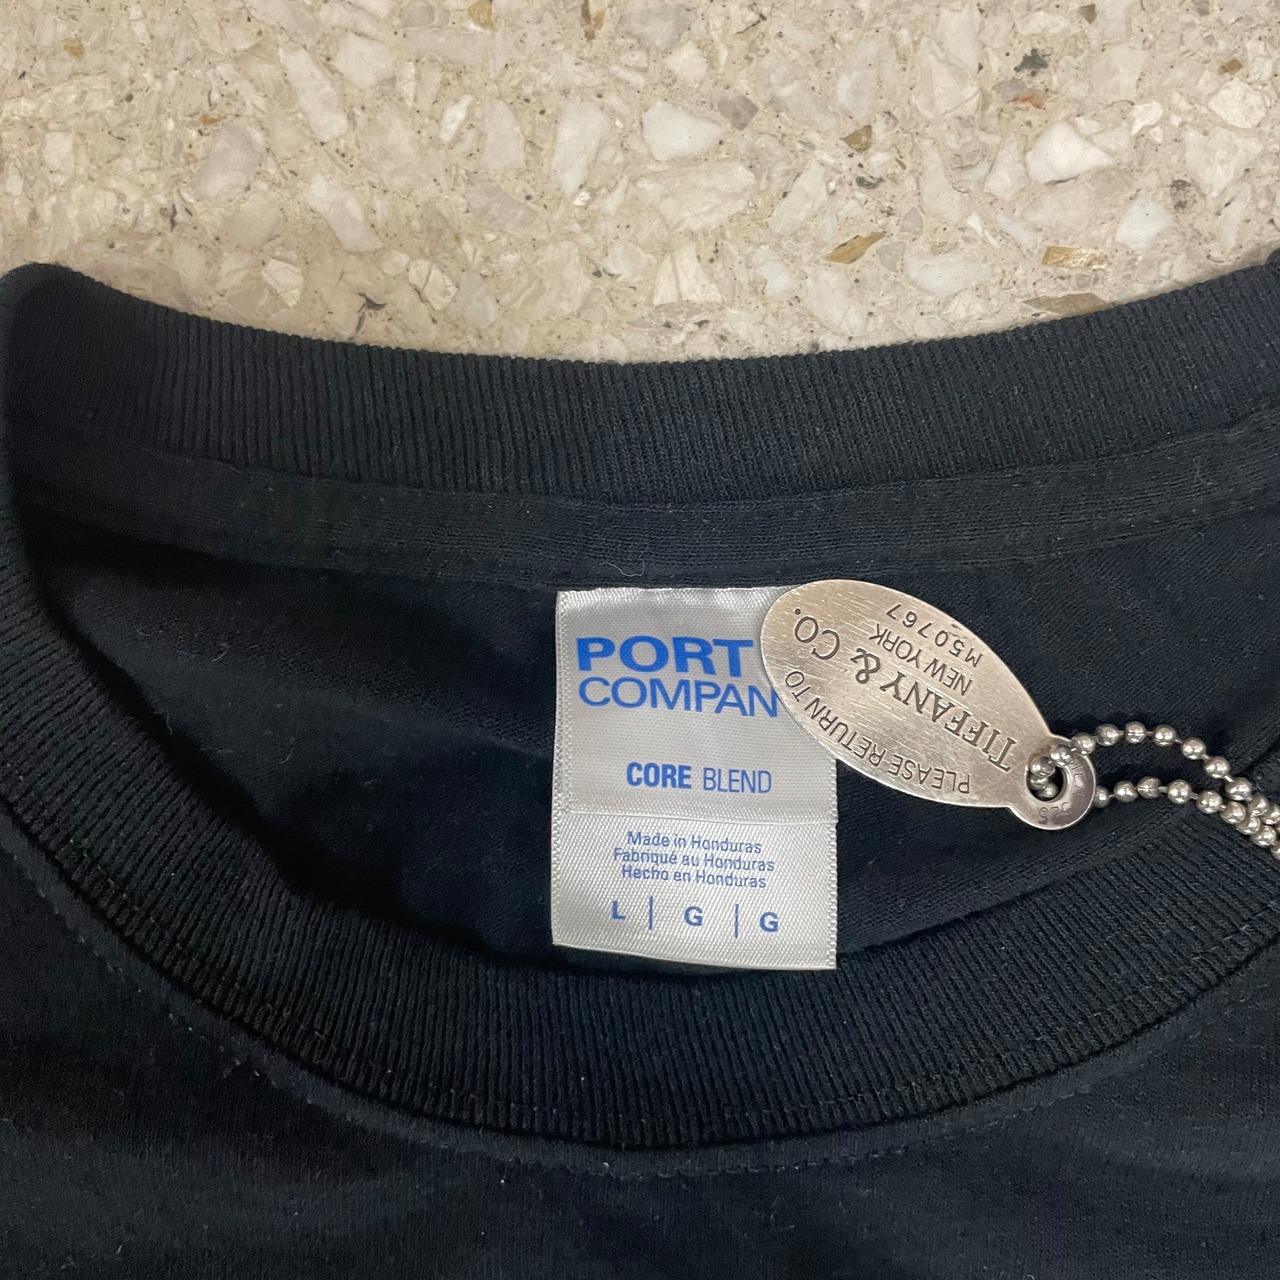 PORT
COMPAN
CORE BLEND
Made in Honduras
Fabriqué au Honduras
Hecho en Honduras
L | G | G
PLEASE RETURN TO
TIFFANY & CO.
NEW YORK
M50767
925